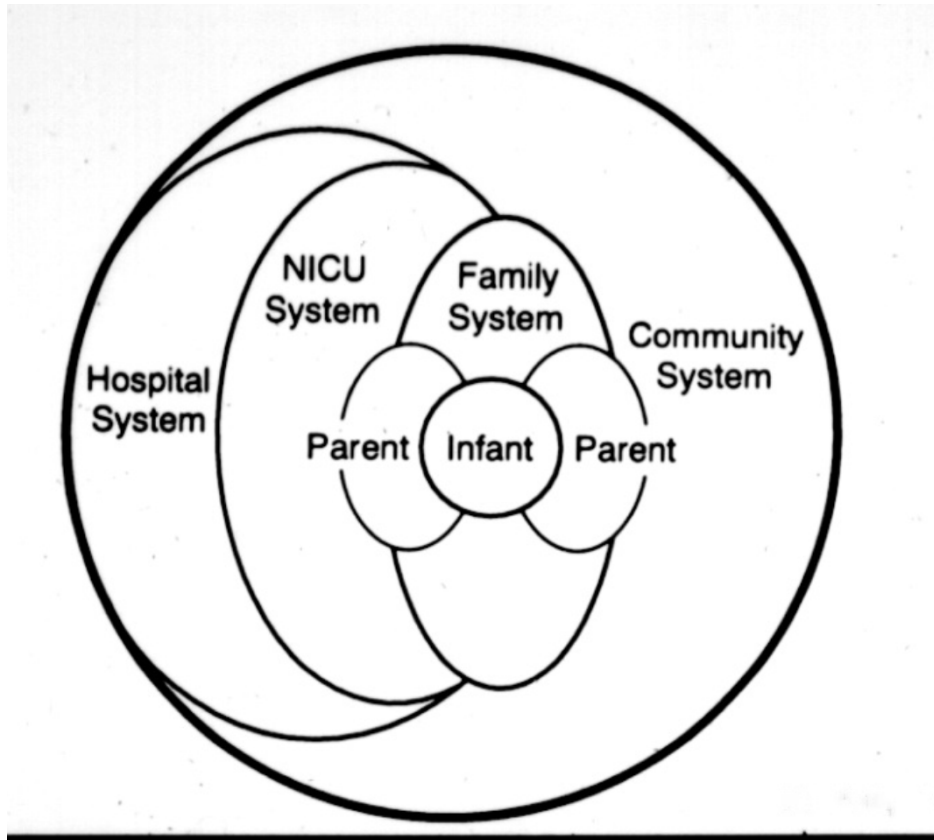 NICU
System
Family
System
Community
System
Hospital
System
Parent
Infant
Parent